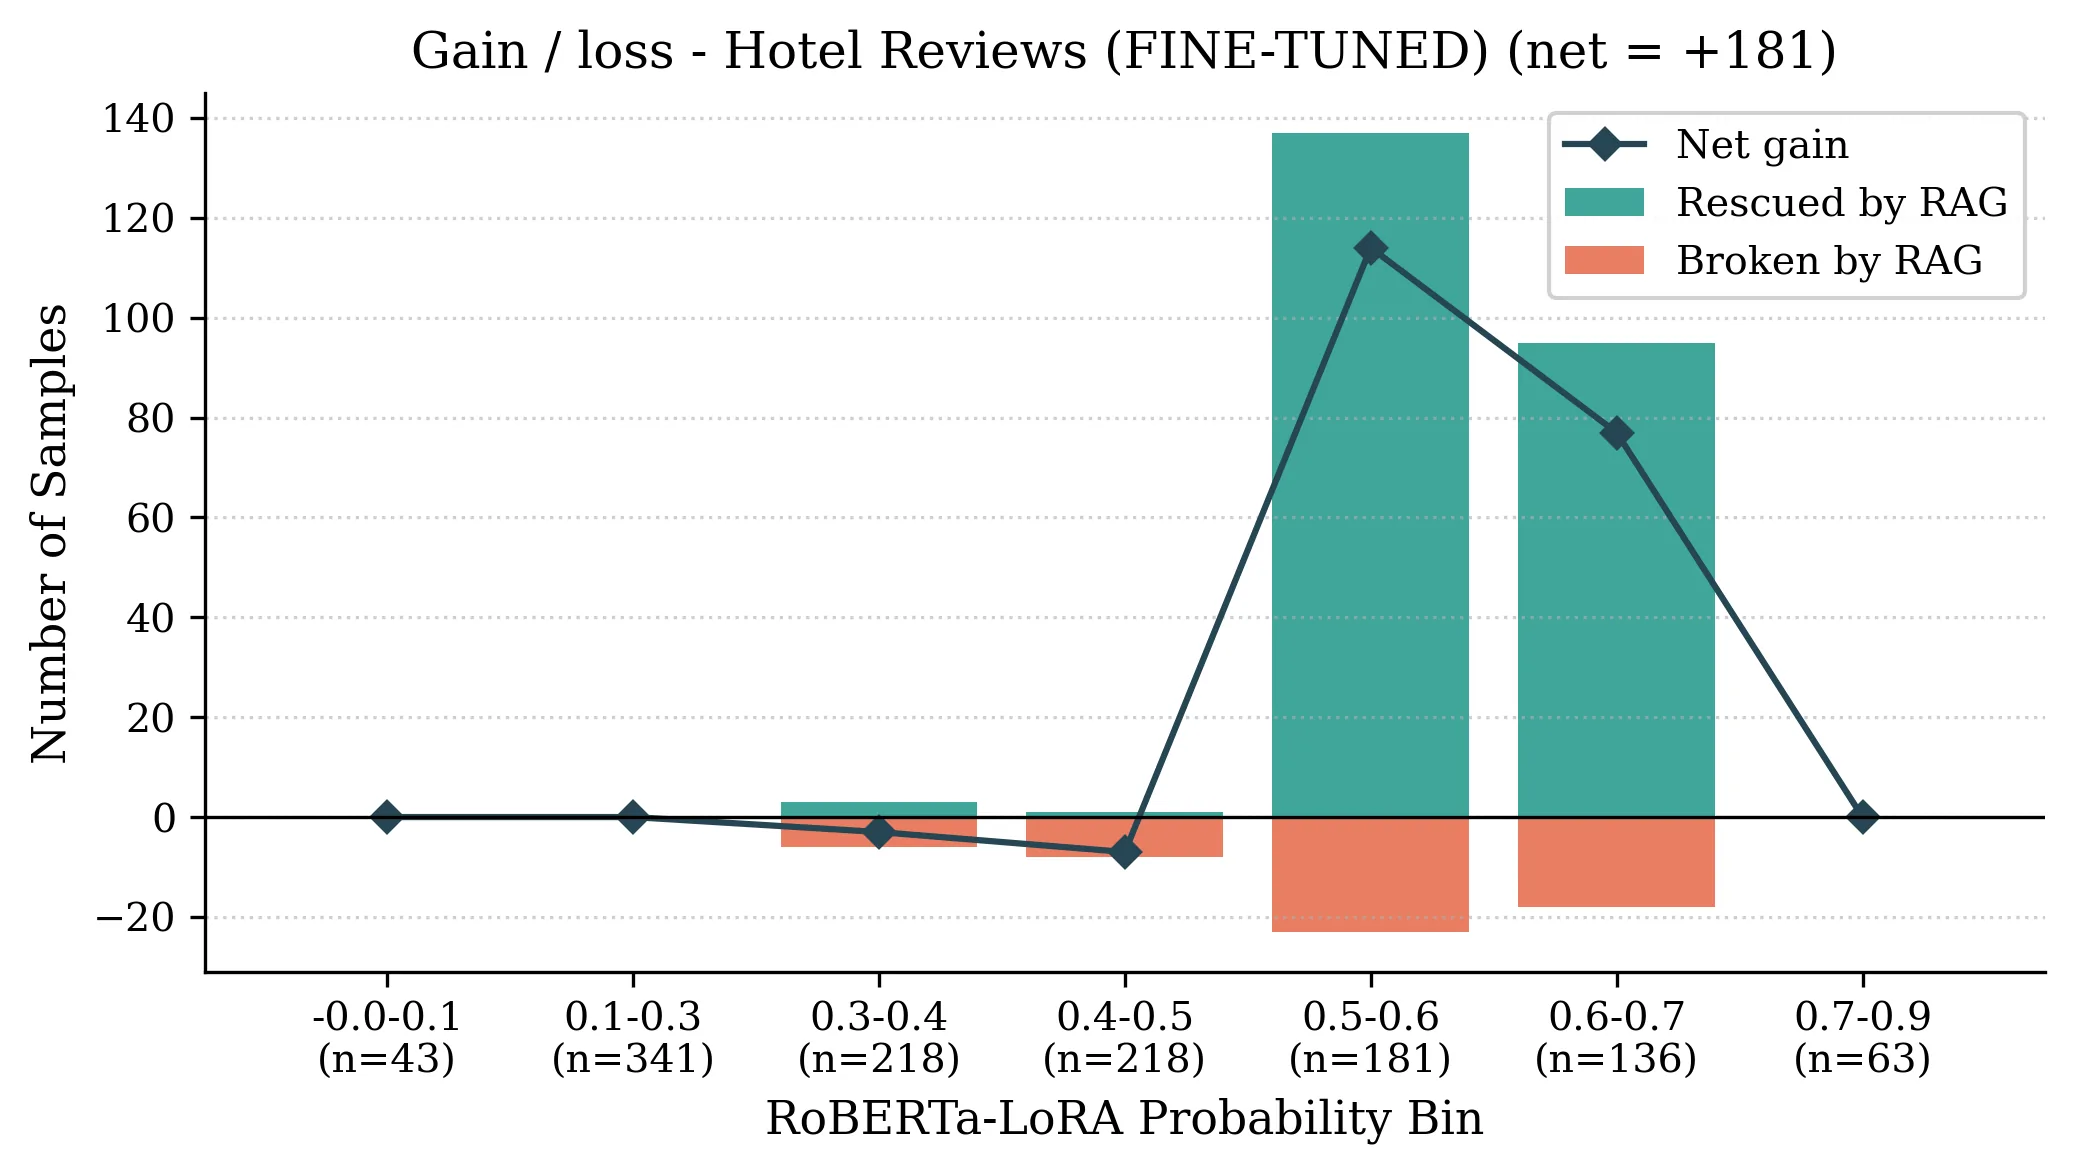 Gain / loss - Hotel Reviews (FINE-TUNED) (net = +181)
Net gain
Rescued by RAG
Broken by RAG
Number of Samples
140
120
100
80
60
40
20
0
−20
-0.0-0.1 0.1-0.3 0.3-0.4 0.4-0.5 0.5-0.6 0.6-0.7 0.7-0.9
(n=43) (n=341) (n=218) (n=218) (n=181) (n=136) (n=63)
RoBERTa-LoRA Probability Bin